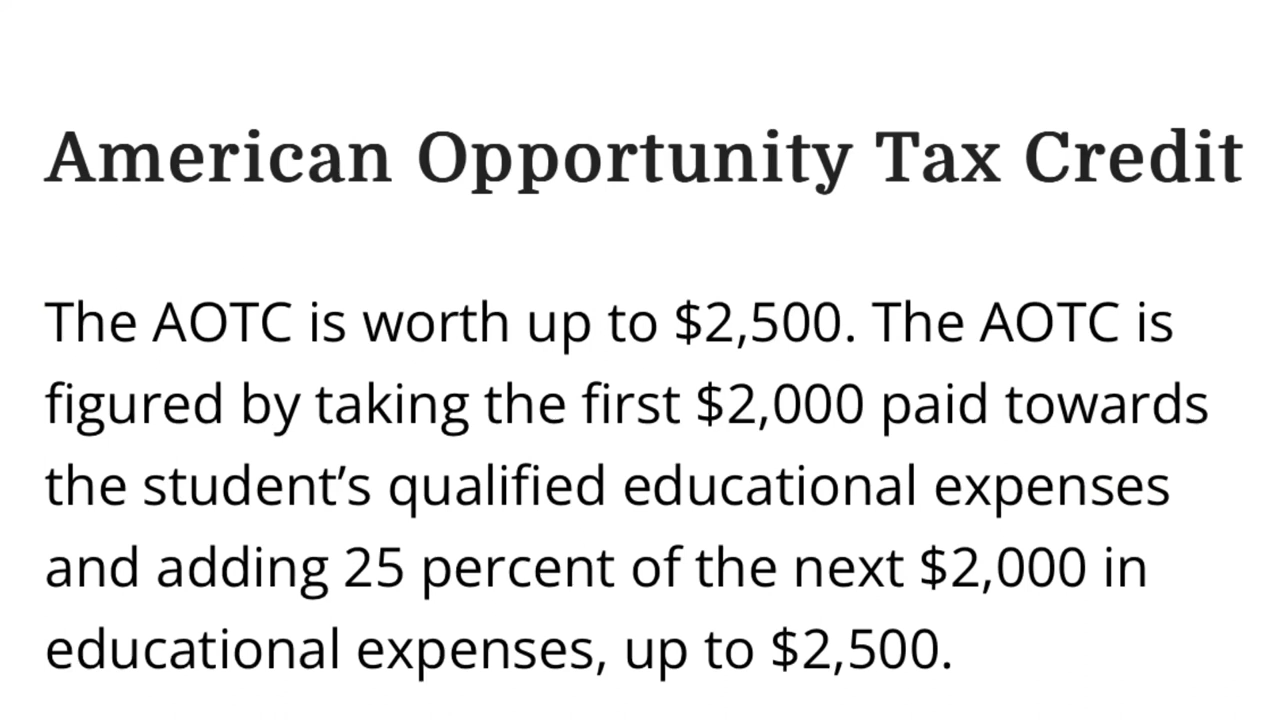 American Opportunity Tax Credit
The AOTC is worth up to $2,500. The AOTC is
figured by taking the first $2,000 paid towards
the student’s qualified educational expenses
and adding 25 percent of the next $2,000 in
educational expenses, up to $2,500.